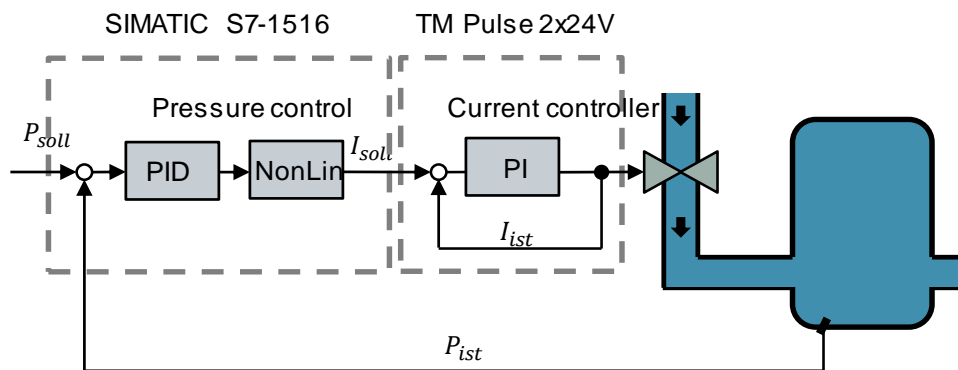 SIMATIC S7-1516
TM Pulse 2x24V
Pressure control
Current controller
P_soll
I_soll
PID
NonLin
PI
I_ist
P_ist